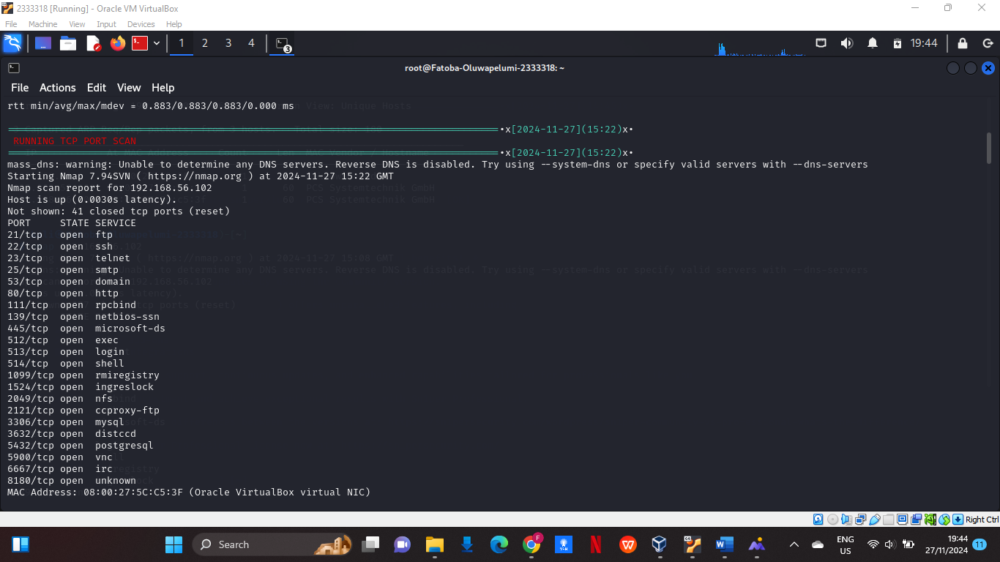 2333318 [Running] - Oracle VM VirtualBox
File Machine View Input Devices Help
1 2 3 4 3 19:44
root@Fatoba-Oluwapelumi-2333318: ~
File Actions Edit View Help
rtt min/avg/max/mdev = 0.883/0.883/0.883/0.000 ms
════════════════════════════════════•x[2024-11-27](15:22)x•
RUNNING TCP PORT SCAN
════════════════════════════════════•x[2024-11-27](15:22)x•
mass_dns: warning: Unable to determine any DNS servers. Reverse DNS is disabled. Try using --system-dns or specify valid servers with --dns-servers
Starting Nmap 7.94SVN ( https://nmap.org ) at 2024-11-27 15:22 GMT
Nmap scan report for 192.168.56.102
Host is up (0.0030s latency).
Not shown: 41 closed tcp ports (reset)
PORT     STATE SERVICE
21/tcp   open  ftp
22/tcp   open  ssh
23/tcp   open  telnet
25/tcp   open  smtp
53/tcp   open  domain
80/tcp   open  http
111/tcp  open  rpcbind
139/tcp  open  netbios-ssn
445/tcp  open  microsoft-ds
512/tcp  open  exec
513/tcp  open  login
514/tcp  open  shell
1099/tcp open  rmiregistry
1524/tcp open  ingreslock
2049/tcp open  nfs
2121/tcp open  ccproxy-ftp
3306/tcp open  mysql
3632/tcp open  distccd
5432/tcp open  postgresql
5900/tcp open  vnc
6667/tcp open  irc
8180/tcp open  unknown
MAC Address: 08:00:27:5C:C5:3F (Oracle VirtualBox virtual NIC)
Right Ctrl
Search
ENG
US
19:44
27/11/2024
11